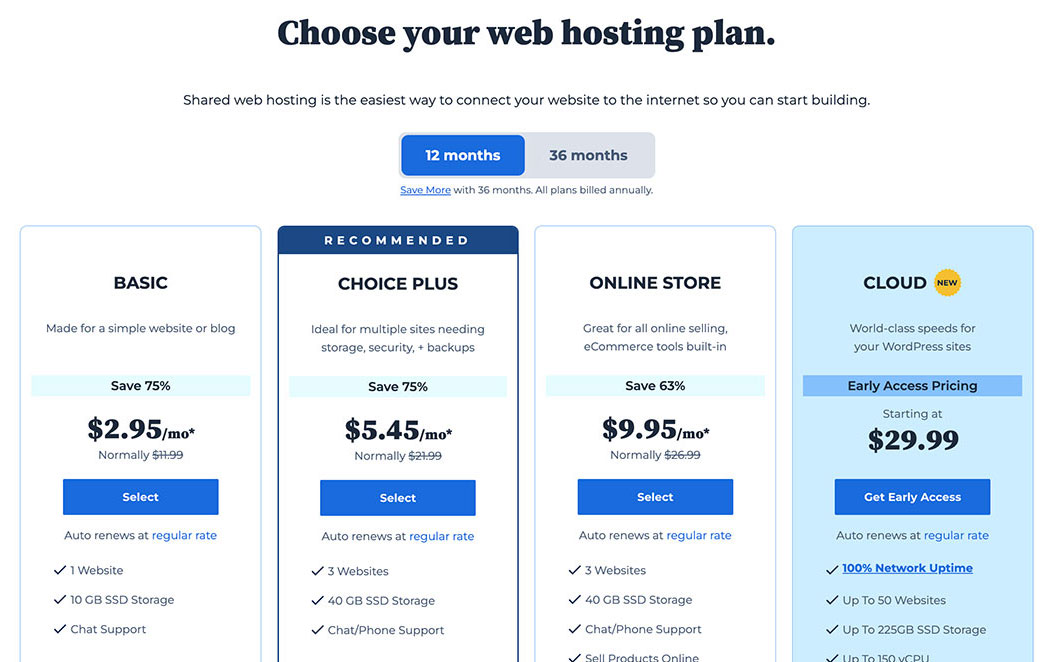 Choose your web hosting plan.
Shared web hosting is the easiest way to connect your website to the internet so you can start building.
12 months
36 months
Save More with 36 months. All plans billed annually.
BASIC
Made for a simple website or blog
Save 75%
$2.95/mo*
Normally $11.99
Select
Auto renews at regular rate
1 Website
10 GB SSD Storage
Chat Support
RECOMMENDED
CHOICE PLUS
Ideal for multiple sites needing
storage, security, + backups
Save 75%
$5.45/mo*
Normally $21.99
Select
Auto renews at regular rate
3 Websites
40 GB SSD Storage
Chat/Phone Support
ONLINE STORE
Great for all online selling,
eCommerce tools built-in
Save 63%
$9.95/mo*
Normally $26.99
Select
Auto renews at regular rate
3 Websites
40 GB SSD Storage
Chat/Phone Support
Sell Products Online
CLOUD NEW
World-class speeds for
your WordPress sites
Early Access Pricing
Starting at
$29.99
Get Early Access
Auto renews at regular rate
100% Network Uptime
Up To 50 Websites
Up To 225GB SSD Storage
Up To 150 vCPU